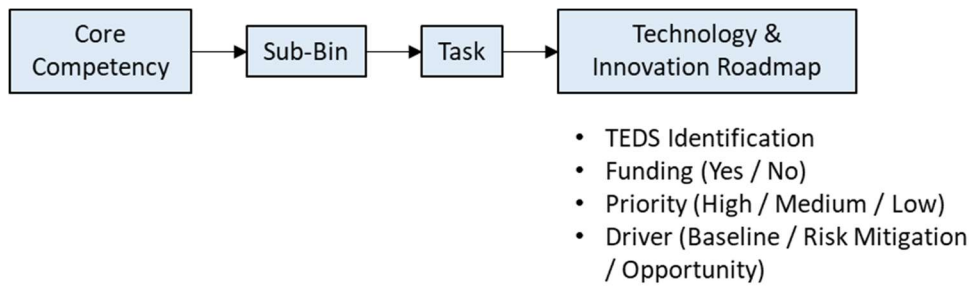 Core
Competency
Sub-Bin
Task
Technology &
Innovation Roadmap
• TEDS Identification
• Funding (Yes / No)
• Priority (High / Medium / Low)
• Driver (Baseline / Risk Mitigation
/ Opportunity)